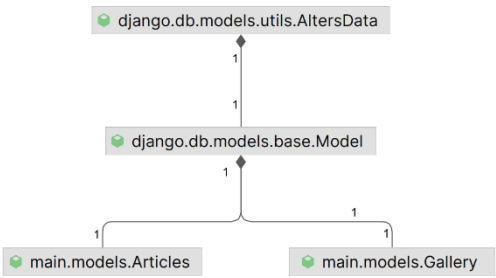 django.db.models.utils.AltersData
1
1
django.db.models.base.Model
1
1
1
1
main.models.Articles
main.models.Gallery